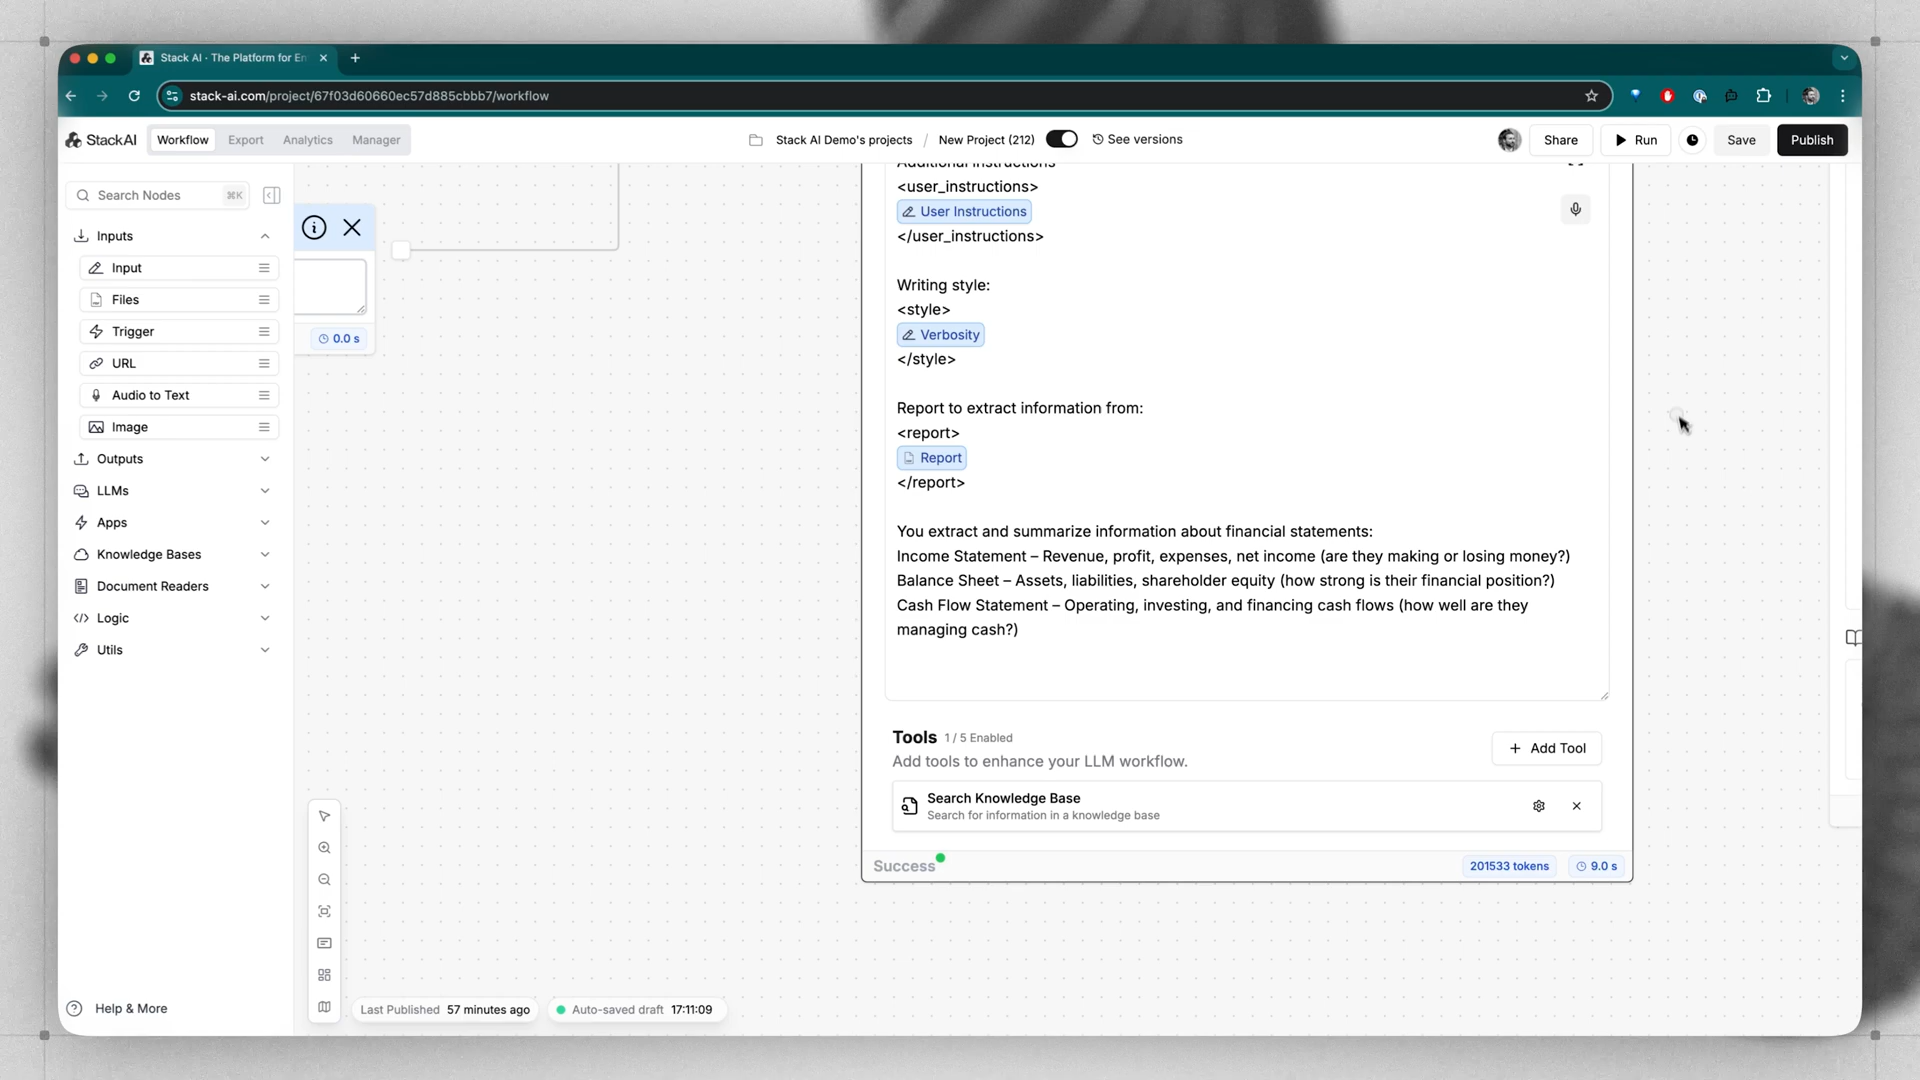 Stack AI · The Platform for En
stack-ai.com/project/67f03d60660ec57d885cbbb7/workflow
StackAI
Workflow
Export
Analytics
Manager
Stack AI Demo's projects / New Project (212)
See versions
Share
Run
Save
Publish
Search Nodes
⌘K
Inputs
Input
Files
Trigger
URL
Audio to Text
Image
Outputs
LLMs
Apps
Knowledge Bases
Document Readers
Logic
Utils
Help & More
0.0 s
Additional instructions
<user_instructions>
User Instructions
</user_instructions>
Writing style:
<style>
Verbosity
</style>
Report to extract information from:
<report>
Report
</report>
You extract and summarize information about financial statements:
Income Statement – Revenue, profit, expenses, net income (are they making or losing money?)
Balance Sheet – Assets, liabilities, shareholder equity (how strong is their financial position?)
Cash Flow Statement – Operating, investing, and financing cash flows (how well are they
managing cash?)
Tools 1 / 5 Enabled
Add tools to enhance your LLM workflow.
+ Add Tool
Search Knowledge Base
Search for information in a knowledge base
Success
201533 tokens
9.0 s
Last Published 57 minutes ago
Auto-saved draft 17:11:09